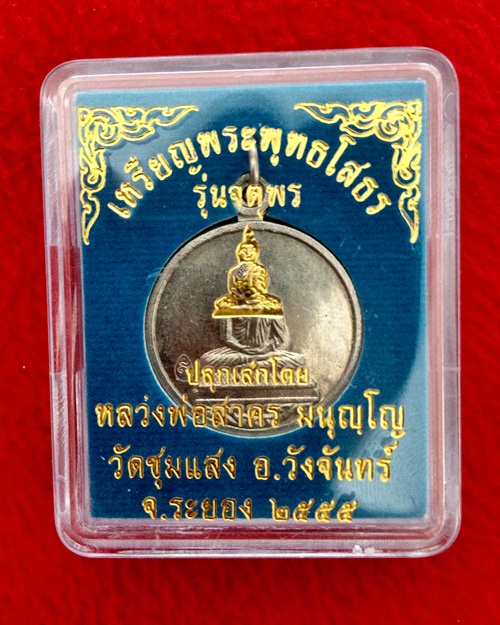 เหรียญพระพุทธโสธร
รุ่นจตุพร
ปลุกเสกโดย
หลวงพ่อสาคร มนุญฺโญ
วัดชุมแสง อ.วังจันทร์
จ.ระยอง ๒๕๕๕